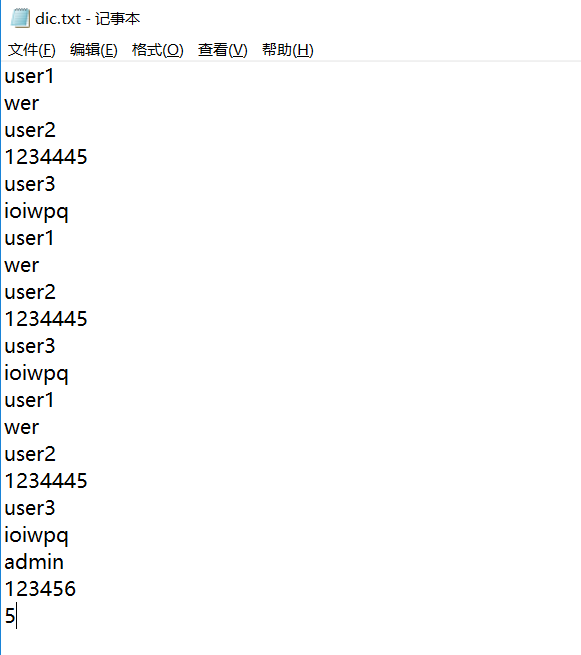 dic.txt - 记事本
文件(F) 编辑(E) 格式(O) 查看(V) 帮助(H)
user1
wer
user2
1234445
user3
ioiwpq
user1
wer
user2
1234445
user3
ioiwpq
user1
wer
user2
1234445
user3
ioiwpq
admin
123456
5